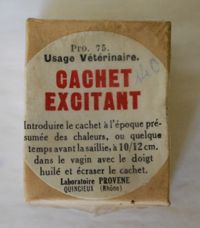 Pro. 75.
Usage Vétérinaire.
CACHET
EXCITANT
Introduire le cachet à l'époque pré-
sumée des chaleurs, ou quelque
temps avant la saillie, à 10/12 cm.
dans le vagin avec le doigt
huilé et écraser le cachet.
Laboratoire PROVENE
QUINCIEUX (Rhône)